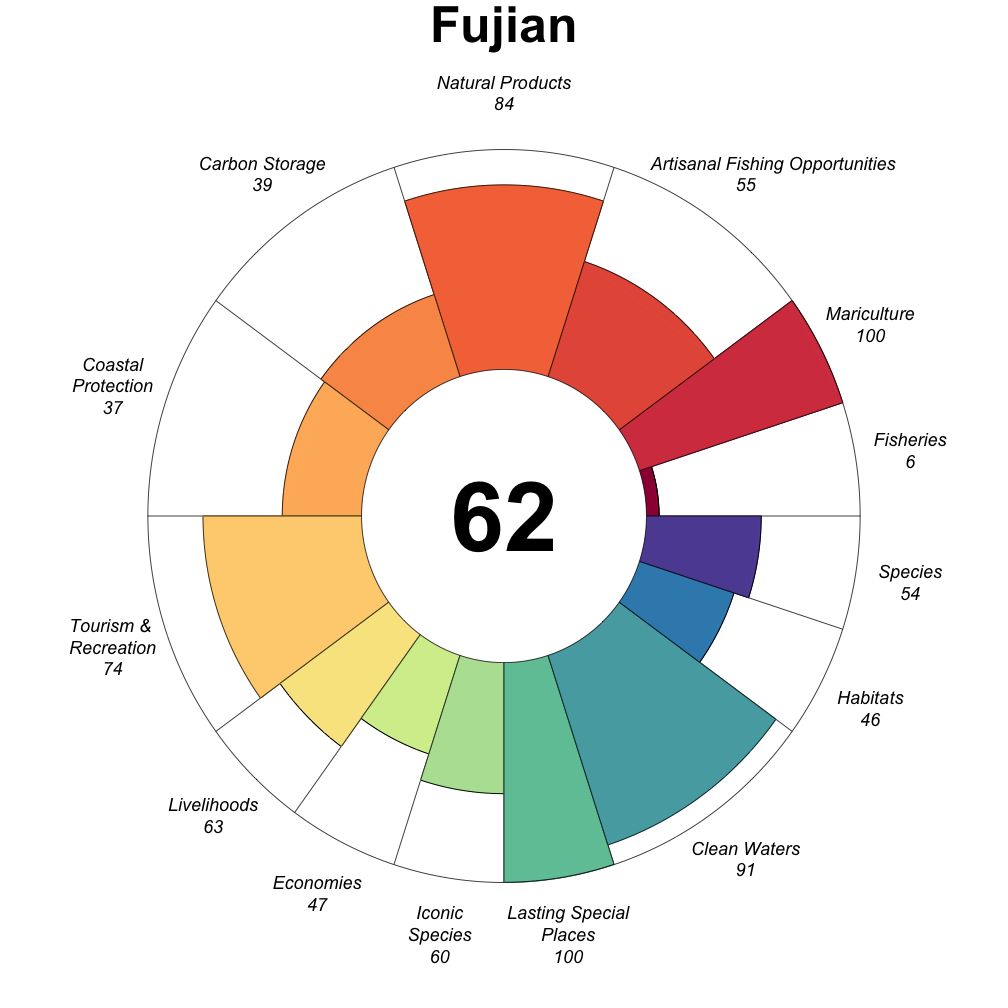 Fujian
Natural Products
84
Carbon Storage
39
Artisanal Fishing Opportunities
55
Mariculture
100
Coastal
Protection
37
Fisheries
6
62
Species
54
Tourism &
Recreation
74
Habitats
46
Livelihoods
63
Clean Waters
91
Economies
47
Iconic
Species
60
Lasting Special
Places
100